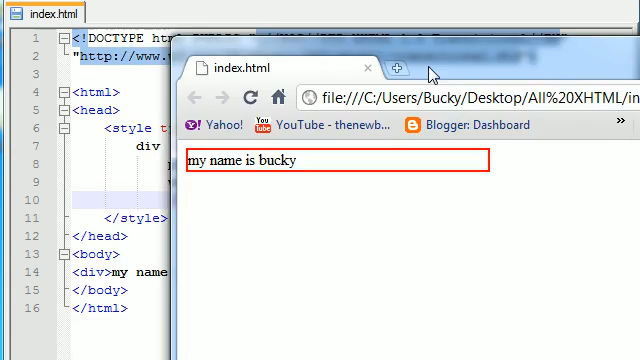 index.html
1 <!DOCTYPE htm
2 "http://www.
3
4 <html>
5 <head>
6 <style t
7 div
8
9
10
11 </style>
12 </head>
13 <body>
14 <div>my name
15 </body>
16 </html>
index.html
file:///C:/Users/Bucky/Desktop/All%20XHTML/in
Yahoo!
YouTube - thenewb...
Blogger: Dashboard
»
my name is bucky